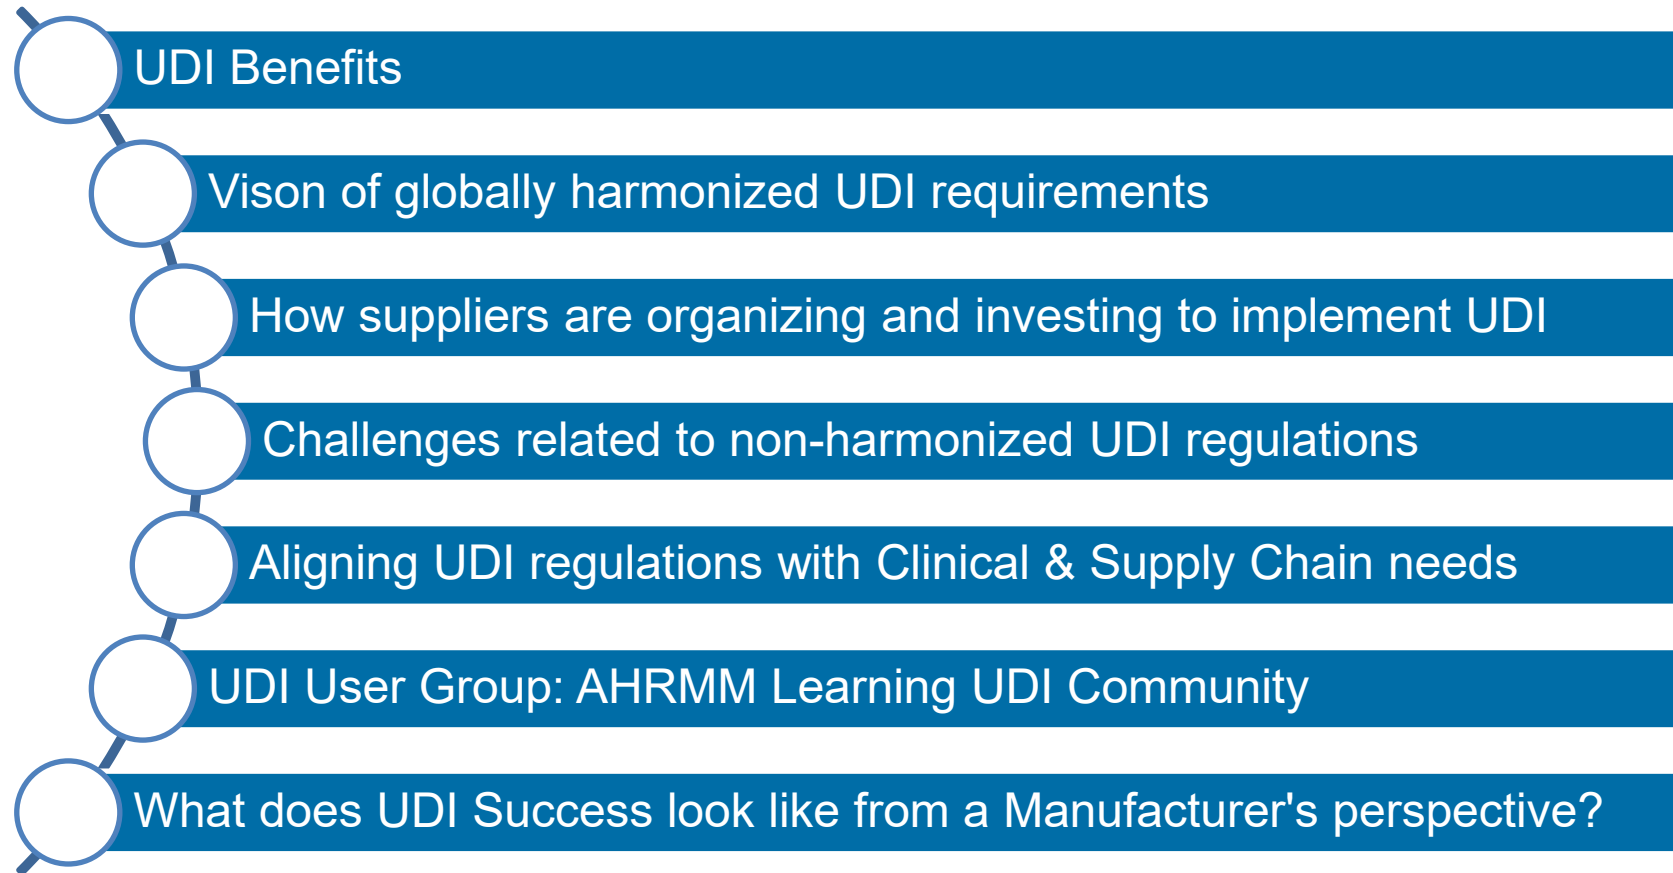 UDI Benefits
Vison of globally harmonized UDI requirements
How suppliers are organizing and investing to implement UDI
Challenges related to non-harmonized UDI regulations
Aligning UDI regulations with Clinical & Supply Chain needs
UDI User Group: AHRMM Learning UDI Community
What does UDI Success look like from a Manufacturer's perspective?